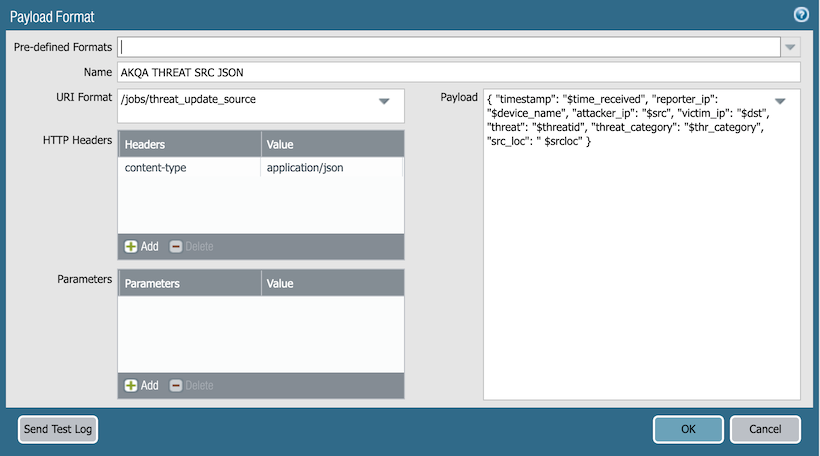 Payload Format
Pre-defined Formats
Name AKQA THREAT SRC JSON
URI Format /jobs/threat_update_source
Payload { "timestamp": "$time_received", "reporter_ip":
"$device_name", "attacker_ip": "$src", "victim_ip": "$dst",
"threat": "$threatid", "threat_category": "$thr_category",
"src_loc": " $srcloc" }
HTTP Headers
Headers Value
content-type application/json
Add Delete
Parameters
Parameters Value
Add Delete
Send Test Log OK Cancel